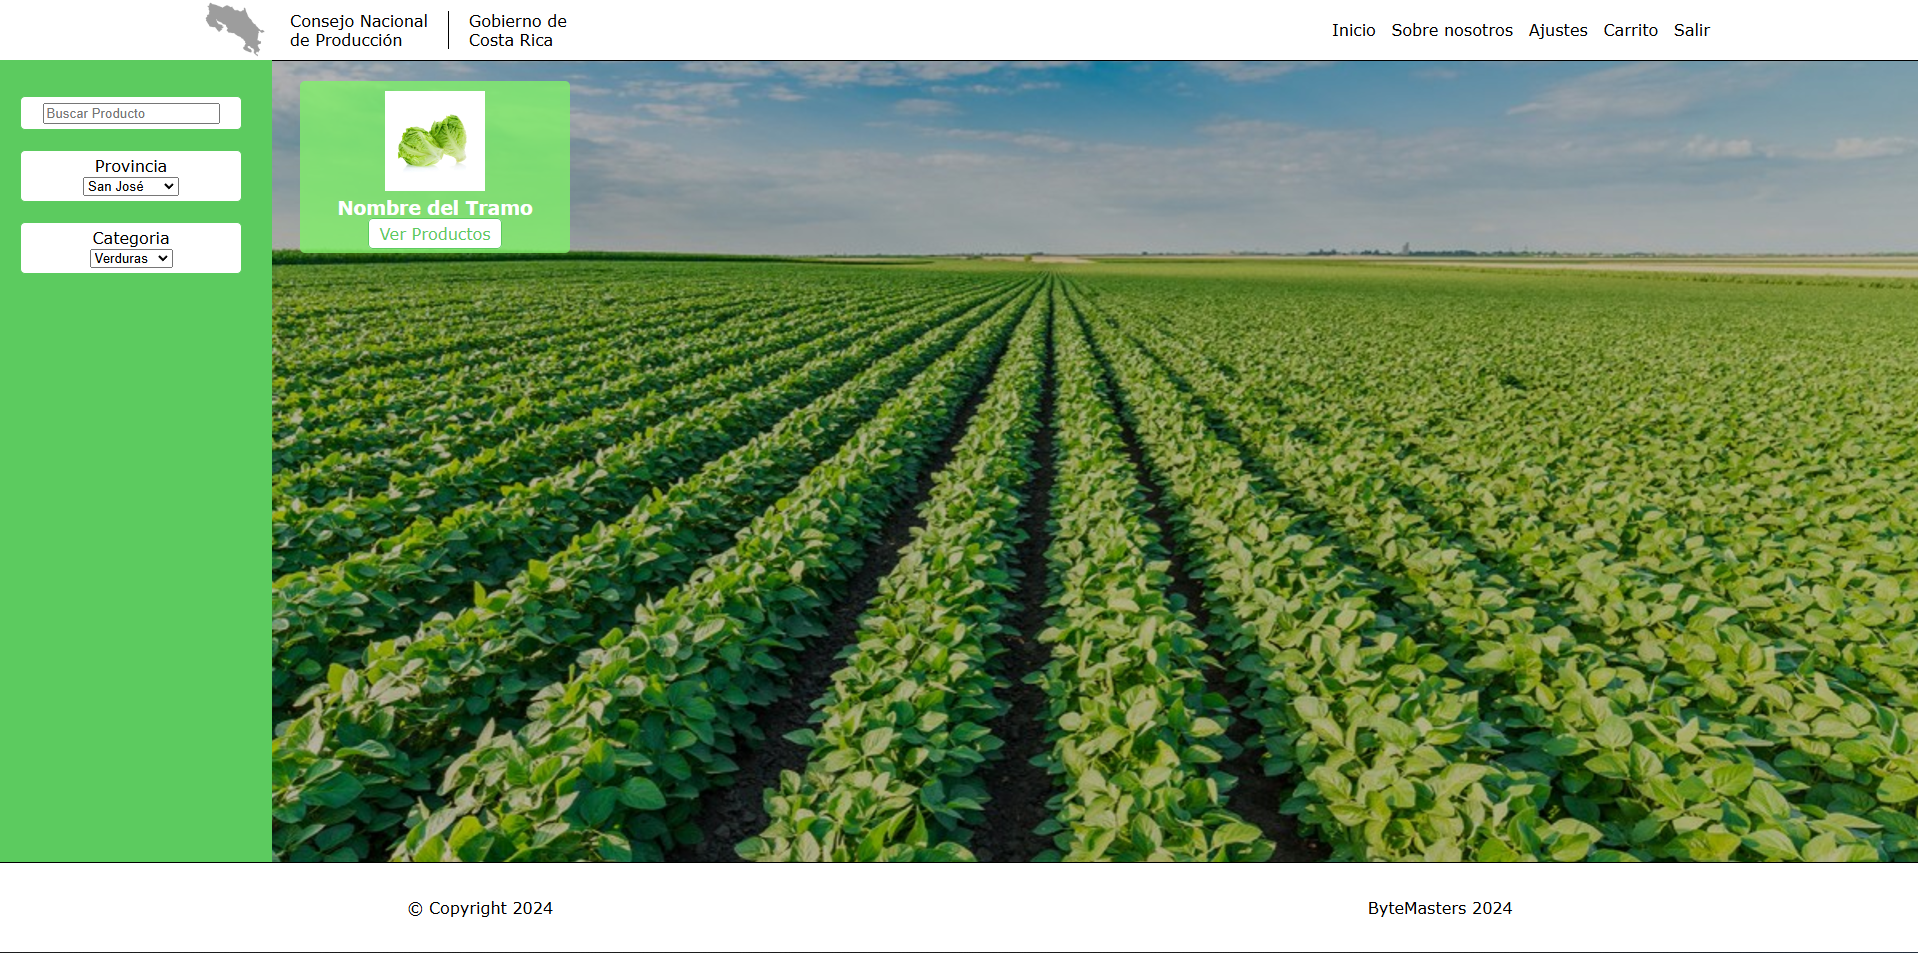 Consejo Nacional
de Producción
Gobierno de
Costa Rica
Inicio Sobre nosotros Ajustes Carrito Salir
Buscar Producto
Provincia
San José
Categoria
Verduras
Nombre del Tramo
Ver Productos
© Copyright 2024
ByteMasters 2024